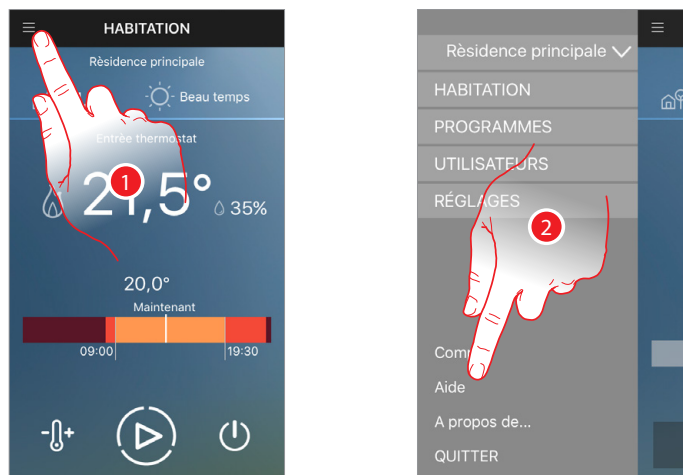 HABITATION
Rèsidence principale
Beau temps
Entrée thermostat
1
21,5°
35%
20,0°
Maintenant
09:00
19:30
Rèsidence principale
HABITATION
PROGRAMMES
UTILISATEURS
RÉGLAGES
2
Aide
A propos de...
QUITTER